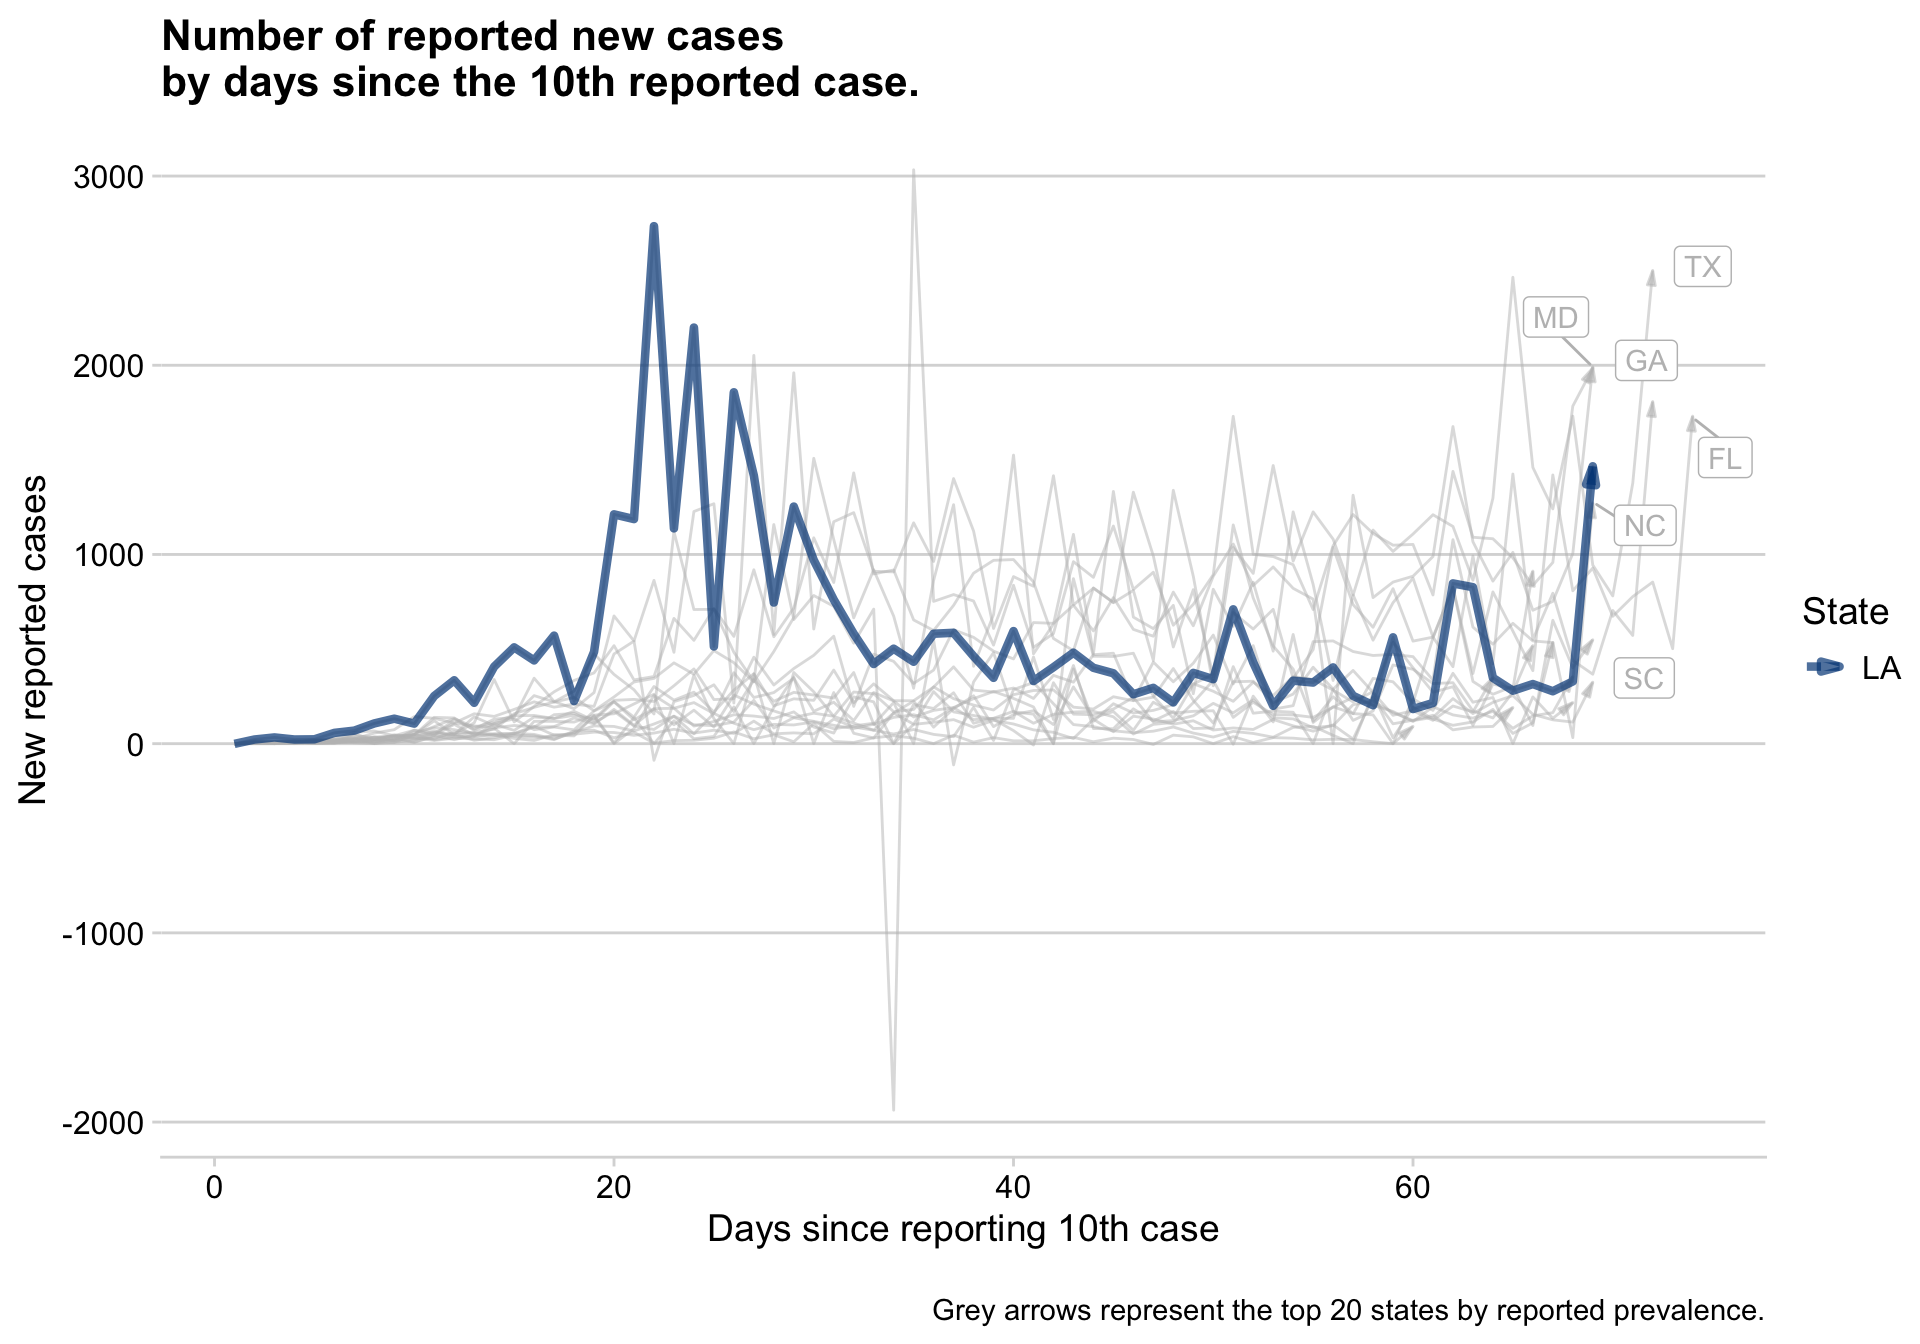 Number of reported new cases
by days since the 10th reported case.
New reported cases
3000
2000
1000
0
-1000
-2000
TX
MD
GA
FL
NC
SC
State
LA
0
20
40
60
Days since reporting 10th case
Grey arrows represent the top 20 states by reported prevalence.